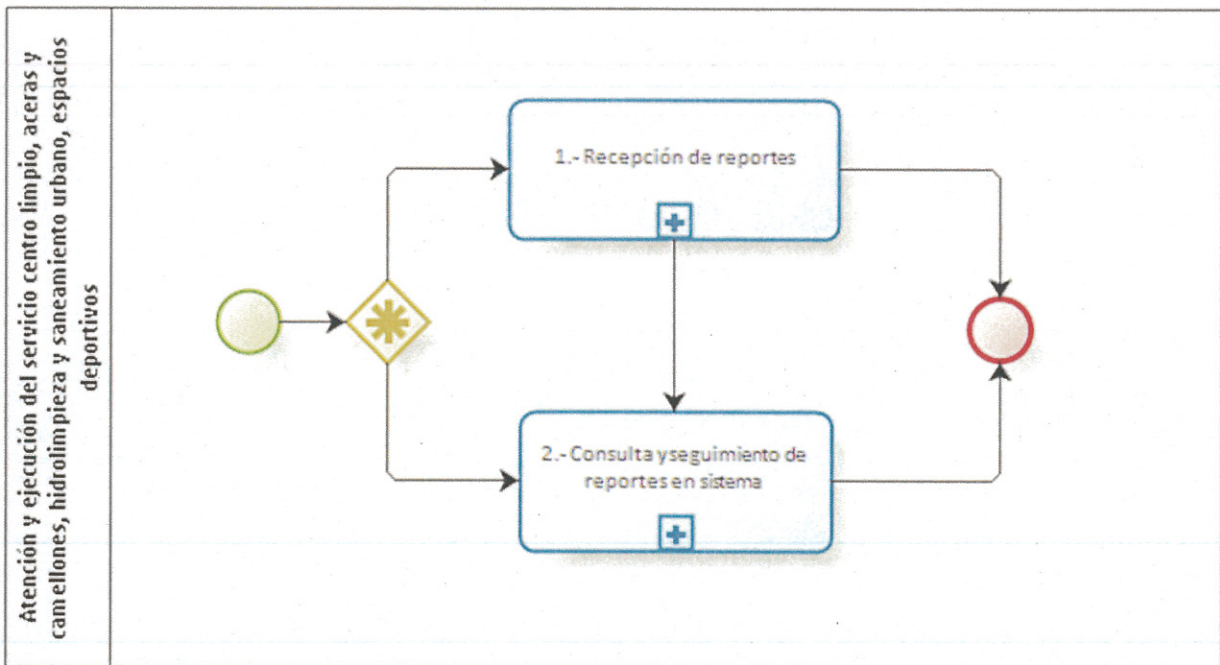 Atención y ejecución del servicio centro limpio, aceras y
camellones, hidrolimpieza y saneamiento urbano, espacios
deportivos
1.- Recepción de reportes
2.- Consulta y seguimiento de
reportes en sistema